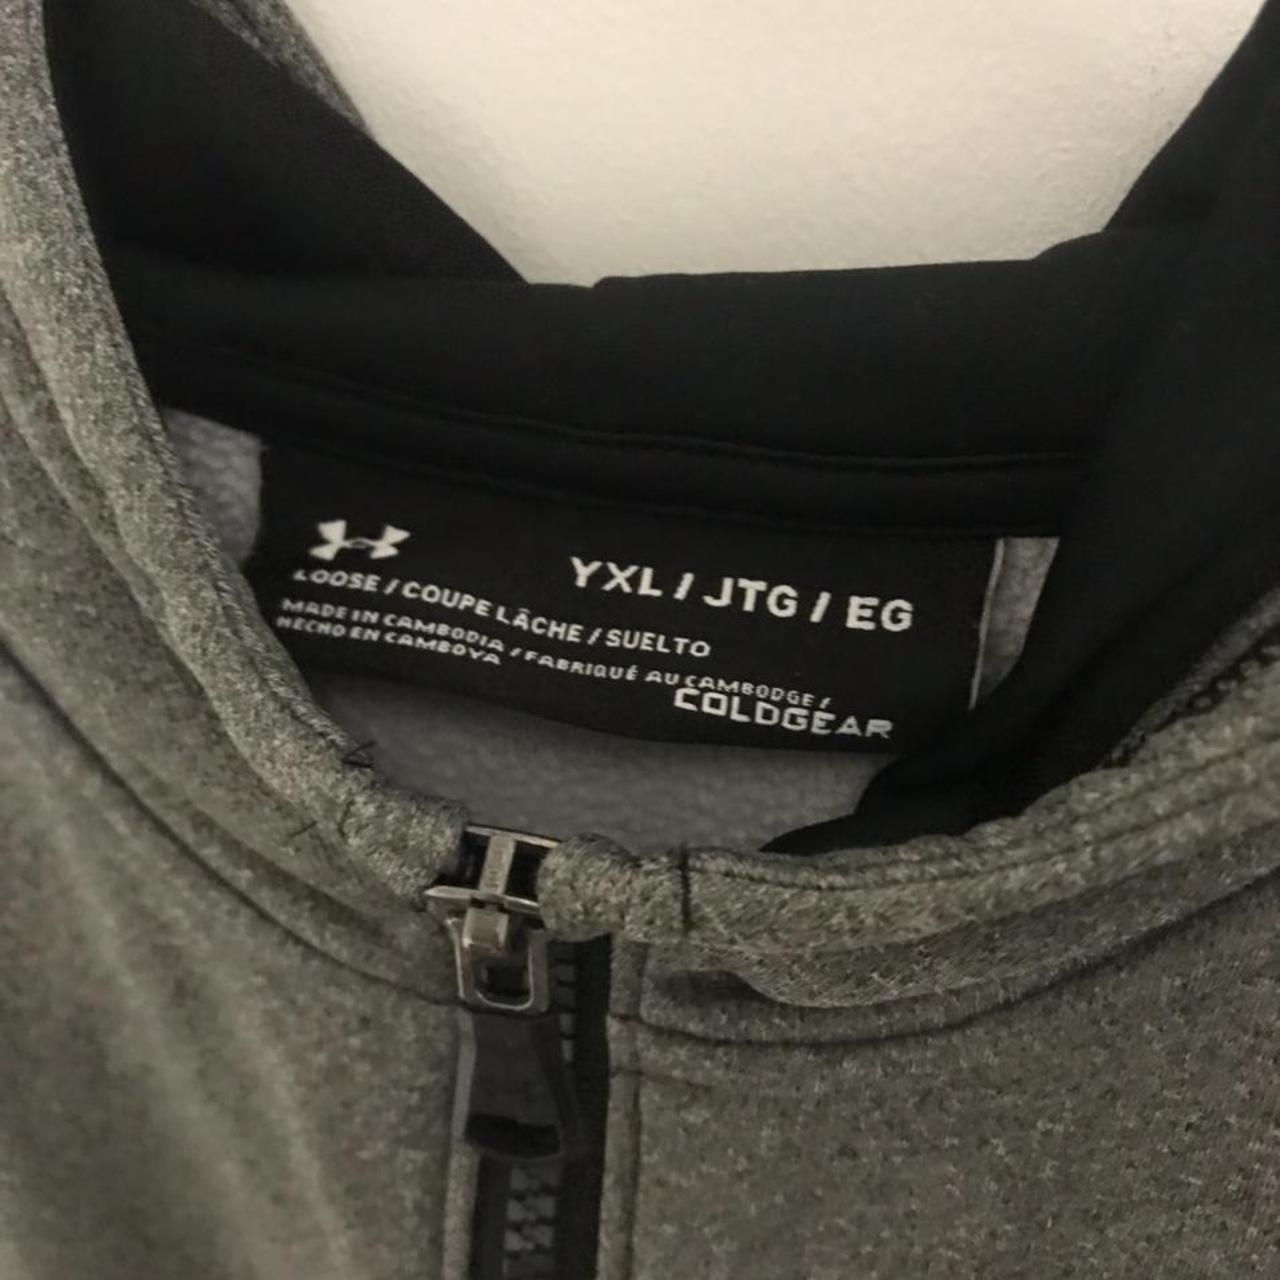 YXL / JTG / EG
LOOSE / COUPE LÂCHE / SUELTO
MADE IN CAMBODIA / FABRIQUÉ AU CAMBODGE /
HECHO EN CAMBOYA
COLDGEAR